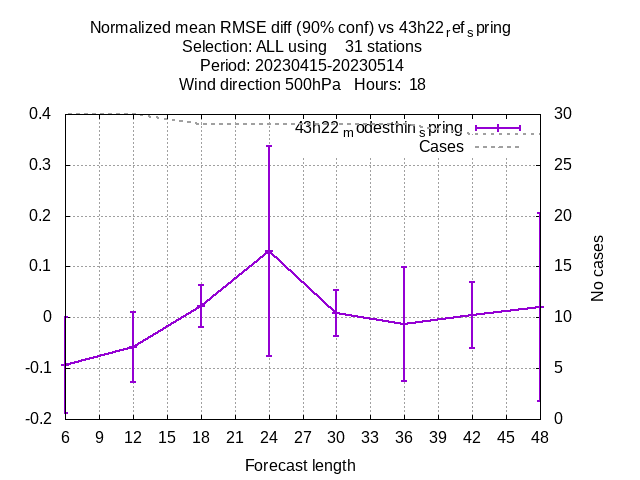 Normalized mean RMSE diff (90% conf) vs 43h22refspring
Selection: ALL using    31 stations
Period: 20230415-20230514
Wind direction 500hPa   Hours:  18
43h22modesthinspring
Cases
0.4
0.3
0.2
0.1
0
-0.1
-0.2
30
25
20
15
10
5
0
No cases
6 9 12 15 18 21 24 27 30 33 36 39 42 45 48
Forecast length